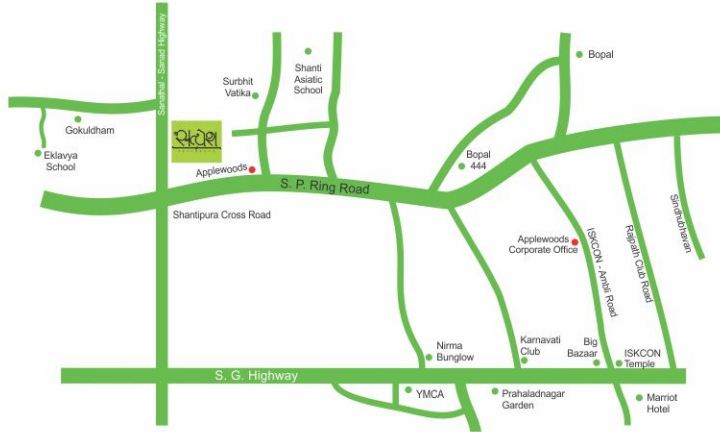 Sanathal - Sanad Highway
Bopal
Shanti
Asiatic
School
Surbhit
Vatika
Gokuldham
Eklavya
School
Applewoods
Bopal
444
S. P. Ring Road
Shantipura Cross Road
Sindhubhavan
Rajpath Club Road
ISKCON - Ambli Road
Applewoods
Corporate Office
Nirma
Bunglow
Karnavati
Club
Big
Bazaar
ISKCON
Temple
S. G. Highway
YMCA
Prahaladnagar
Garden
Marriot
Hotel